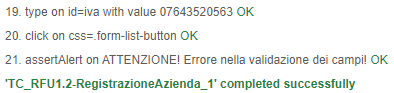 19. type on id=iva with value 07643520563 OK
20. click on css=.form-list-button OK
21. assertAlert on ATTENZIONE! Errore nella validazione dei campi! OK
'TC_RFU1.2-RegistrazioneAzienda_1' completed successfully